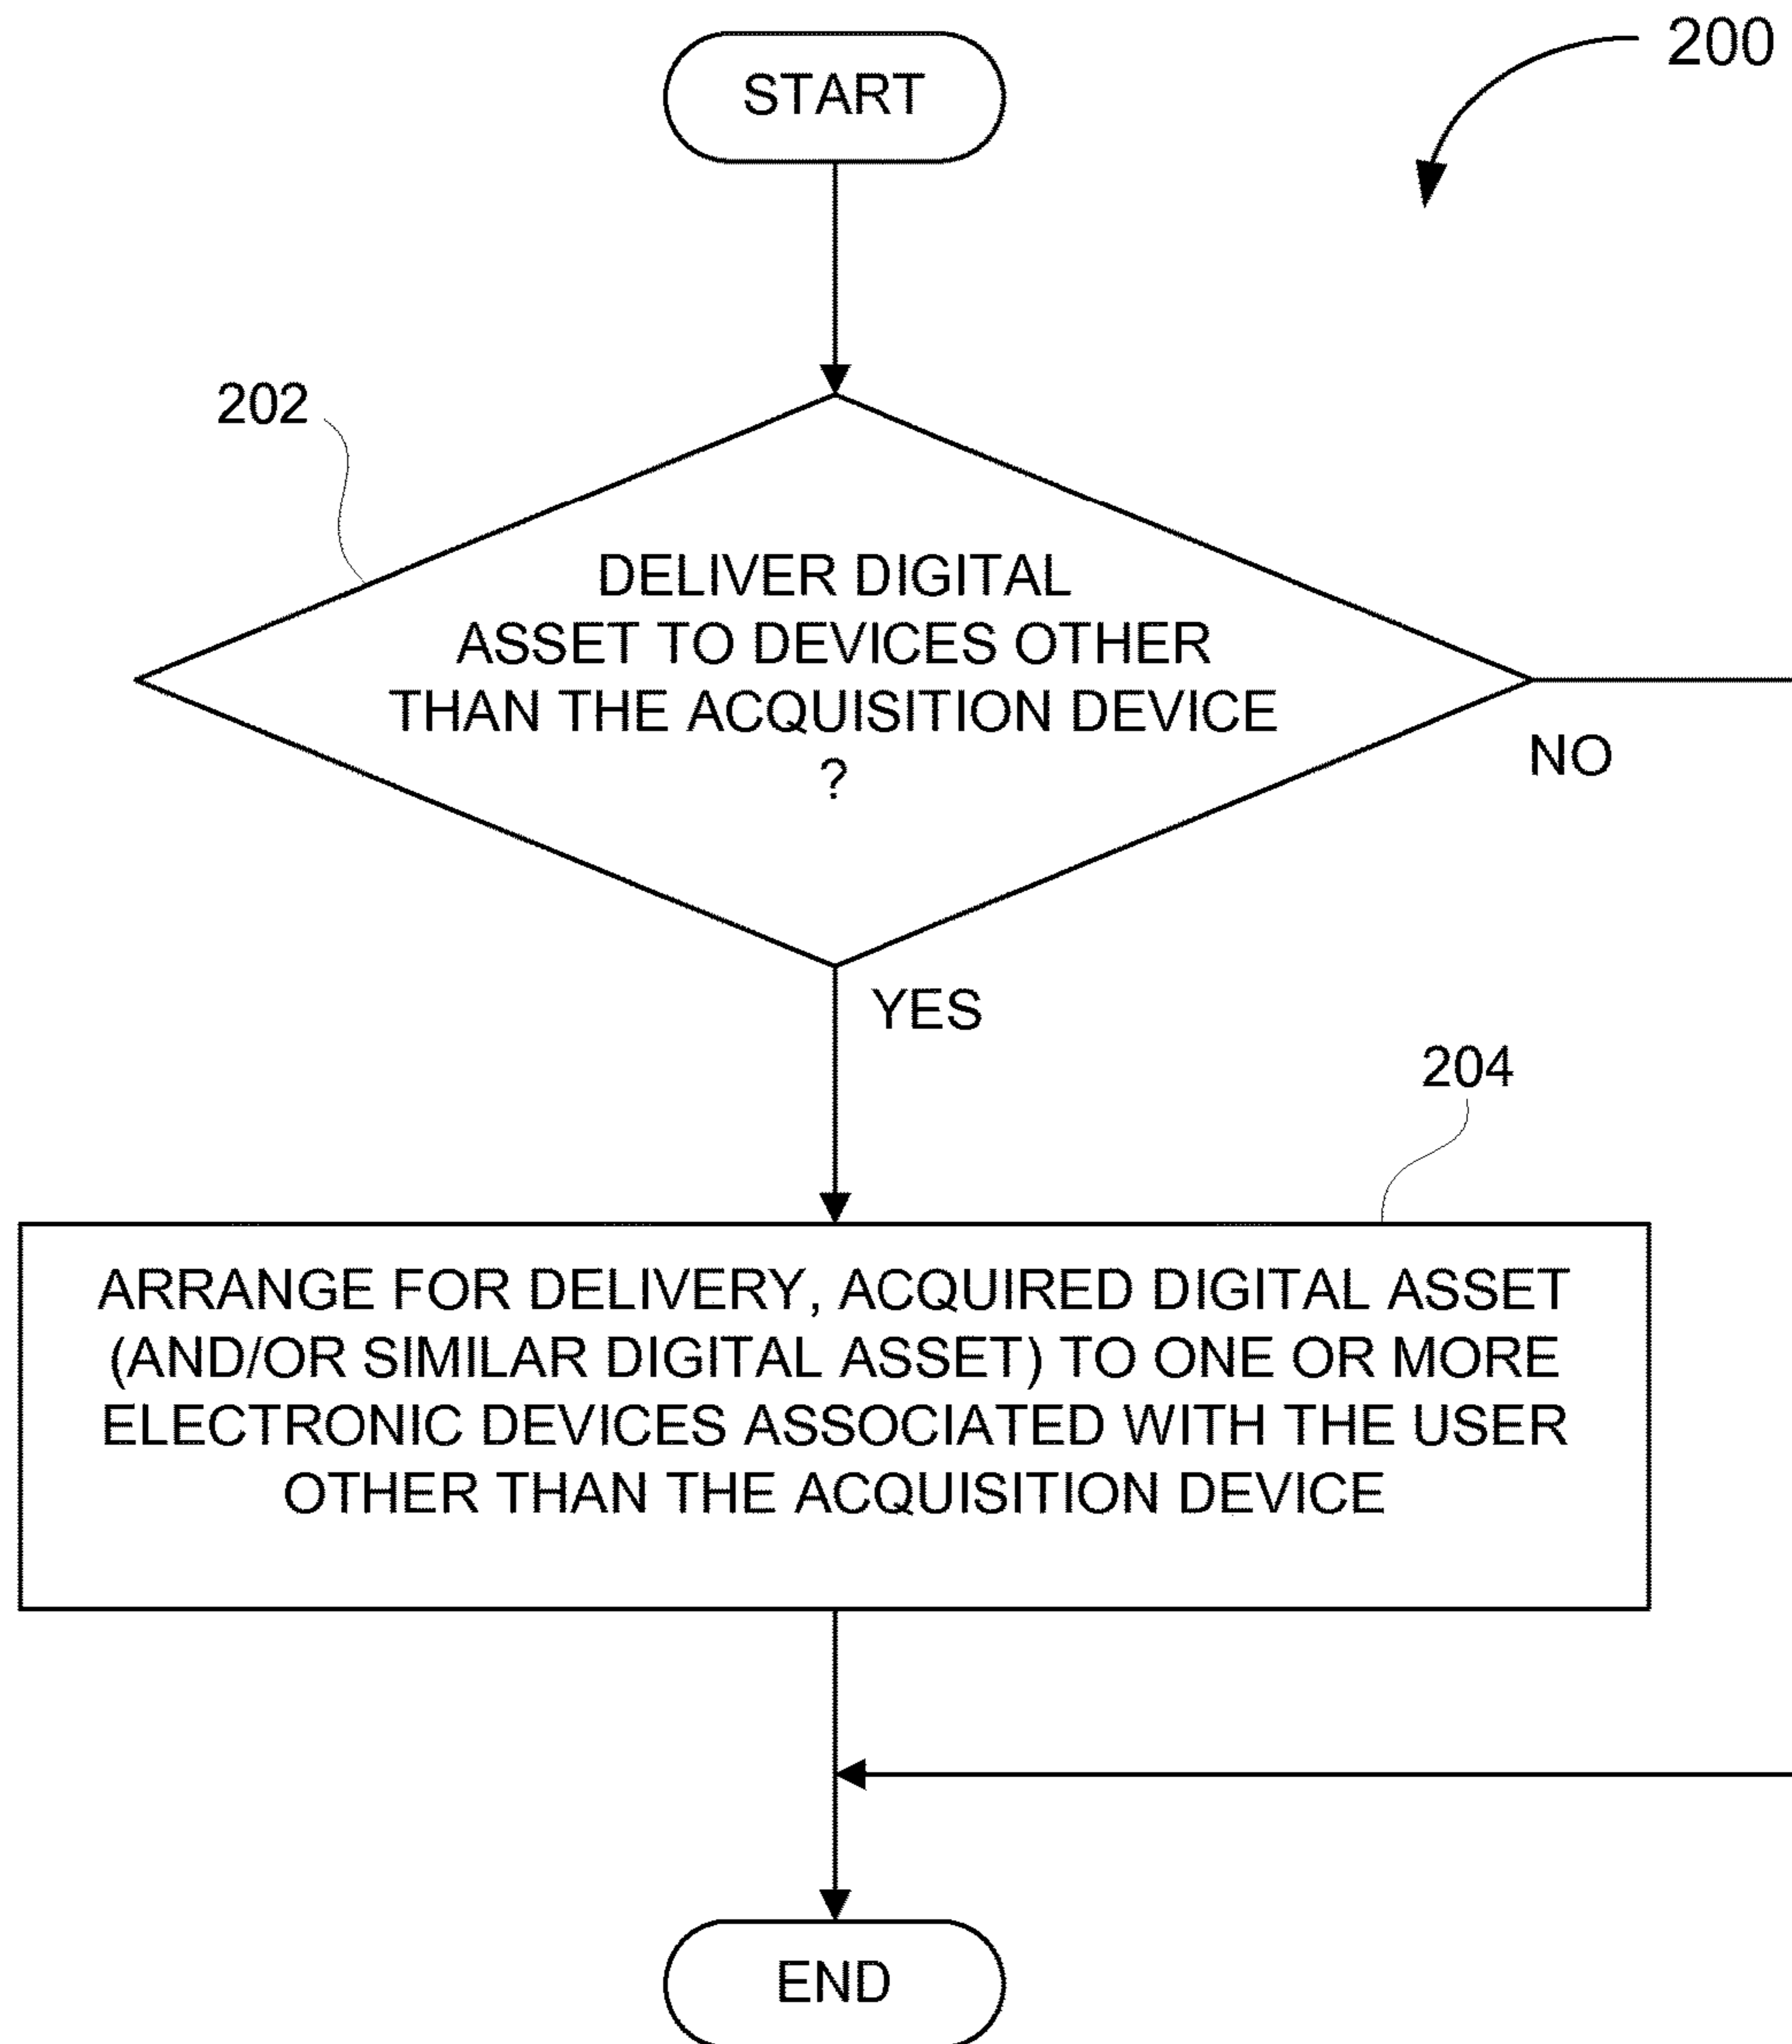 START
200
202
DELIVER DIGITAL
ASSET TO DEVICES OTHER
THAN THE ACQUISITION DEVICE
?
NO
YES
204
ARRANGE FOR DELIVERY, ACQUIRED DIGITAL ASSET
(AND/OR SIMILAR DIGITAL ASSET) TO ONE OR MORE
ELECTRONIC DEVICES ASSOCIATED WITH THE USER
OTHER THAN THE ACQUISITION DEVICE
END